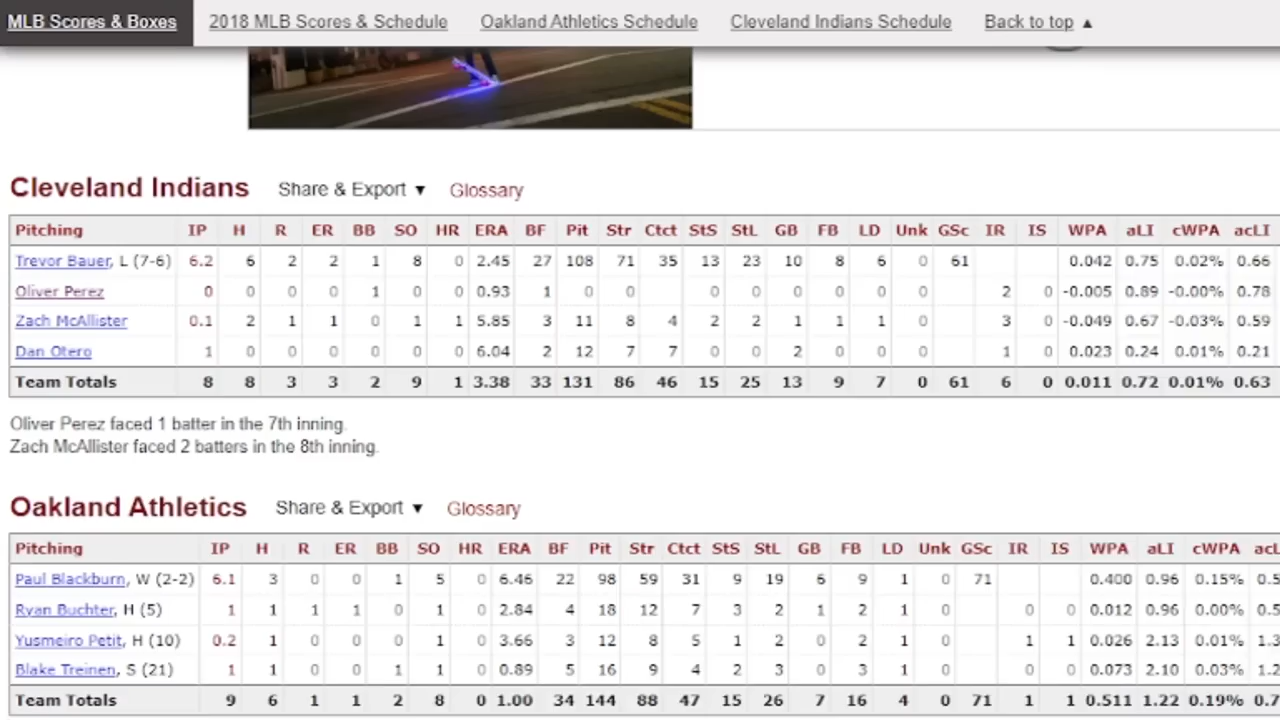 MLB Scores & Boxes 2018 MLB Scores & Schedule Oakland Athletics Schedule Cleveland Indians Schedule Back to top ▲
Cleveland Indians Share & Export ▼ Glossary
Pitching IP H R ER BB SO HR ERA BF Pit Str Ctct StS StL GB FB LD Unk GSc IR IS WPA aLI cWPA acLI
Trevor Bauer, L (7-6) 6.2 6 2 2 1 8 0 2.45 27 108 71 35 13 23 10 8 6 0 61 0.042 0.75 0.02% 0.66
Oliver Perez 0 0 0 0 1 0 0 0.93 1 0 0 0 0 0 0 0 0 2 0 -0.005 0.89 -0.00% 0.78
Zach McAllister 0.1 2 1 1 0 1 1 5.85 3 11 8 4 2 2 1 1 1 0 3 0 -0.049 0.67 -0.03% 0.59
Dan Otero 1 0 0 0 0 0 0 6.04 2 12 7 7 0 0 2 0 0 0 1 0 0.023 0.24 0.01% 0.21
Team Totals 8 8 3 3 2 9 1 3.38 33 131 86 46 15 25 13 9 7 0 61 6 0 0.011 0.72 0.01% 0.63
Oliver Perez faced 1 batter in the 7th inning.
Zach McAllister faced 2 batters in the 8th inning.
Oakland Athletics Share & Export ▼ Glossary
Pitching IP H R ER BB SO HR ERA BF Pit Str Ctct StS StL GB FB LD Unk GSc IR IS WPA aLI cWPA acL
Paul Blackburn, W (2-2) 6.1 3 0 0 1 5 0 6.46 22 98 59 31 9 19 6 9 1 0 71 0.400 0.96 0.15% 0.5
Ryan Buchter, H (5) 1 1 1 1 0 1 0 2.84 4 18 12 7 3 2 1 2 1 0 0 0 0.012 0.96 0.00% 0.5
Yusmeiro Petit, H (10) 0.2 1 0 0 0 1 0 3.66 3 12 8 5 1 2 0 2 1 0 1 1 0.026 2.13 0.01% 1.3
Blake Treinen, S (21) 1 1 0 0 1 1 0 0.89 5 16 9 4 2 3 0 3 1 0 0 0 0.073 2.10 0.03% 1.2
Team Totals 9 6 1 1 2 8 0 1.00 34 144 88 47 15 26 7 16 4 0 71 1 1 0.511 1.22 0.19% 0.7